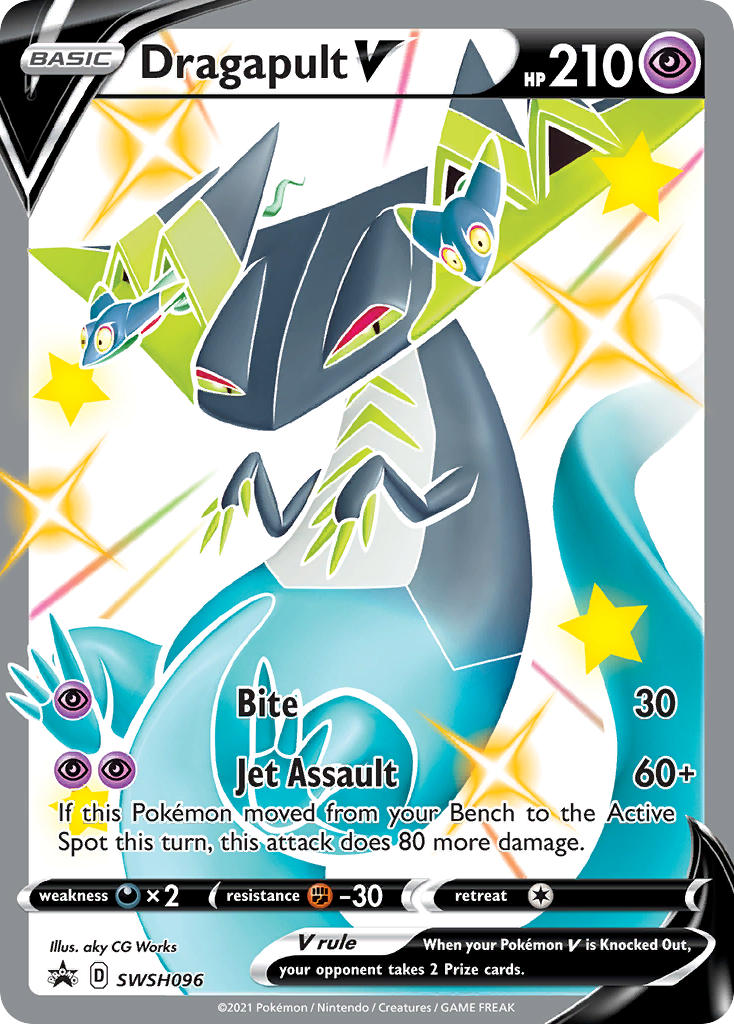 BASIC Dragapult V HP 210
Bite 30
Jet Assault 60+
If this Pokémon moved from your Bench to the Active
Spot this turn, this attack does 80 more damage.
weakness ×2 resistance -30 retreat
Illus. aky CG Works
V rule When your Pokémon V is Knocked Out,
your opponent takes 2 Prize cards.
D SWSH096
©2021 Pokémon / Nintendo / Creatures / GAME FREAK